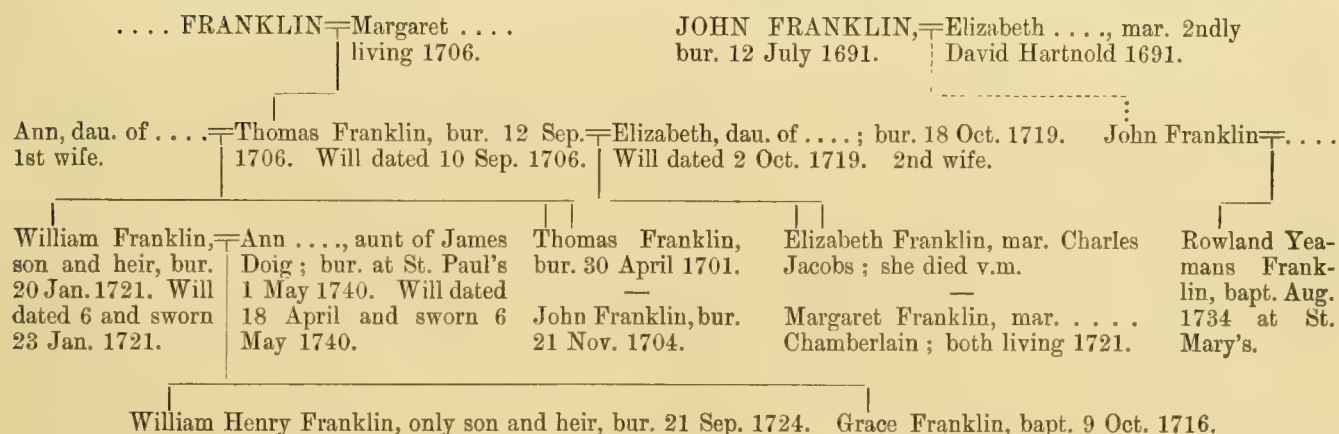 .... FRANKLIN=Margaret ....
living 1706.
JOHN FRANKLIN,=Elizabeth ...., mar. 2ndly
bur. 12 July 1691. David Hartnold 1691.
Ann, dau. of ....=Thomas Franklin, bur. 12 Sep.=Elizabeth, dau. of ....; bur. 18 Oct. 1719.
1st wife. 1706. Will dated 10 Sep. 1706. Will dated 2 Oct. 1719. 2nd wife.
John Franklin=....
William Franklin,=
son and heir, bur.
20 Jan. 1721. Will
dated 6 and sworn
23 Jan. 1721.
Ann ...., aunt of James
Doig; bur. at St. Paul's
1 May 1740. Will dated
18 April and sworn 6
May 1740.
Thomas Franklin,
bur. 30 April 1701.
—
John Franklin, bur.
21 Nov. 1704.
Elizabeth Franklin, mar. Charles
Jacobs; she died v.m.
—
Margaret Franklin, mar. ....
Chamberlain; both living 1721.
Rowland Yea-
mans Frank-
lin, bapt. Aug.
1734 at St.
Mary's.
William Henry Franklin, only son and heir, bur. 21 Sep. 1724. Grace Franklin, bapt. 9 Oct. 1716.